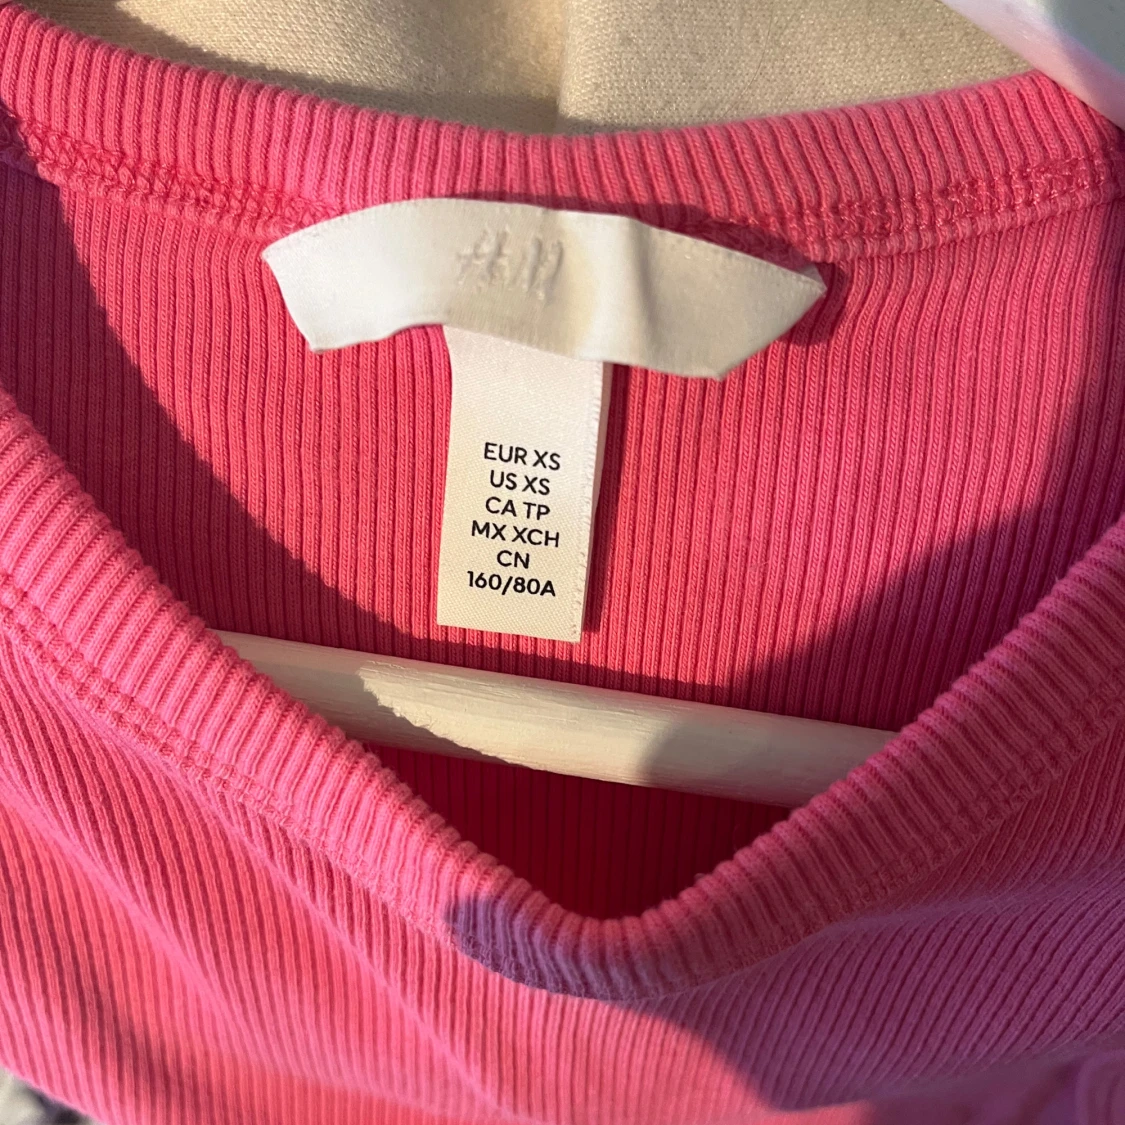 H&M
EUR XS
US XS
CA TP
MX XCH
CN
160/80A